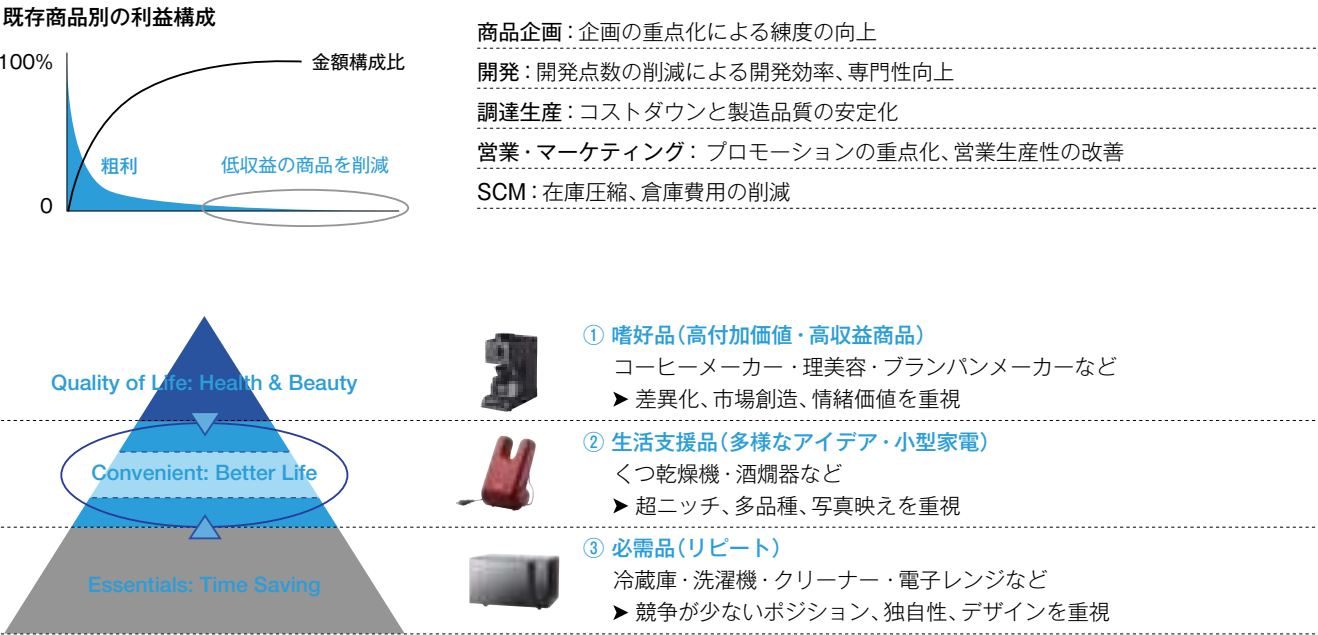 既存商品別の利益構成
100%
金額構成比
粗利
低収益の商品を削減
0
商品企画：企画の重点化による練度の向上
開発：開発点数の削減による開発効率、専門性向上
調達生産：コストダウンと製造品質の安定化
営業・マーケティング：プロモーションの重点化、営業生産性の改善
SCM：在庫圧縮、倉庫費用の削減
Quality of Life: Health & Beauty
① 嗜好品（高付加価値・高収益商品）
コーヒーメーカー・理美容・ブランパンメーカーなど
➤ 差異化、市場創造、情緒価値を重視
Convenient: Better Life
② 生活支援品（多様なアイデア・小型家電）
くつ乾燥機・酒燗器など
➤ 超ニッチ、多品種、写真映えを重視
Essentials: Time Saving
③ 必需品（リピート）
冷蔵庫・洗濯機・クリーナー・電子レンジなど
➤ 競争が少ないポジション、独自性、デザインを重視